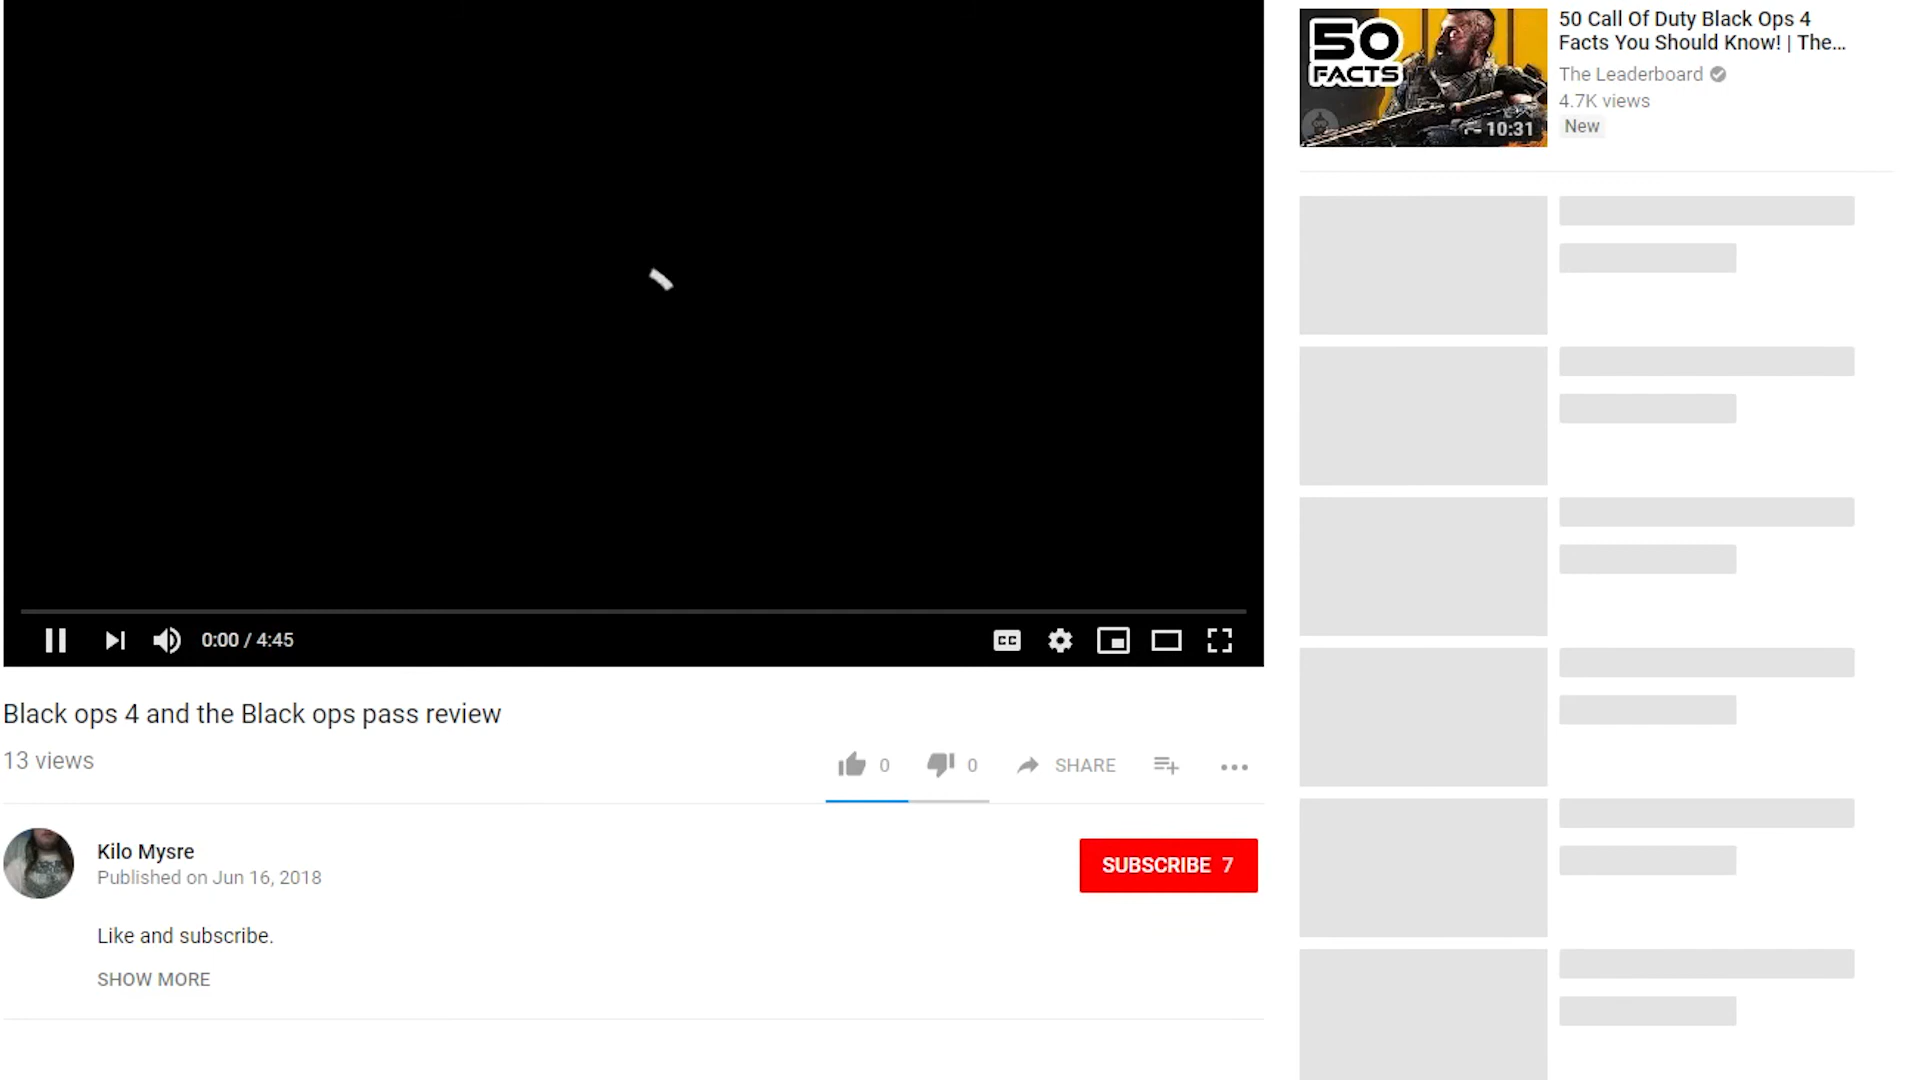 50
FACTS
10:31
50 Call Of Duty Black Ops 4
Facts You Should Know! | The...
The Leaderboard
4.7K views
New
CC
0:00 / 4:45
Black ops 4 and the Black ops pass review
13 views
0
0
SHARE
Kilo Mysre
Published on Jun 16, 2018
SUBSCRIBE 7
Like and subscribe.
SHOW MORE